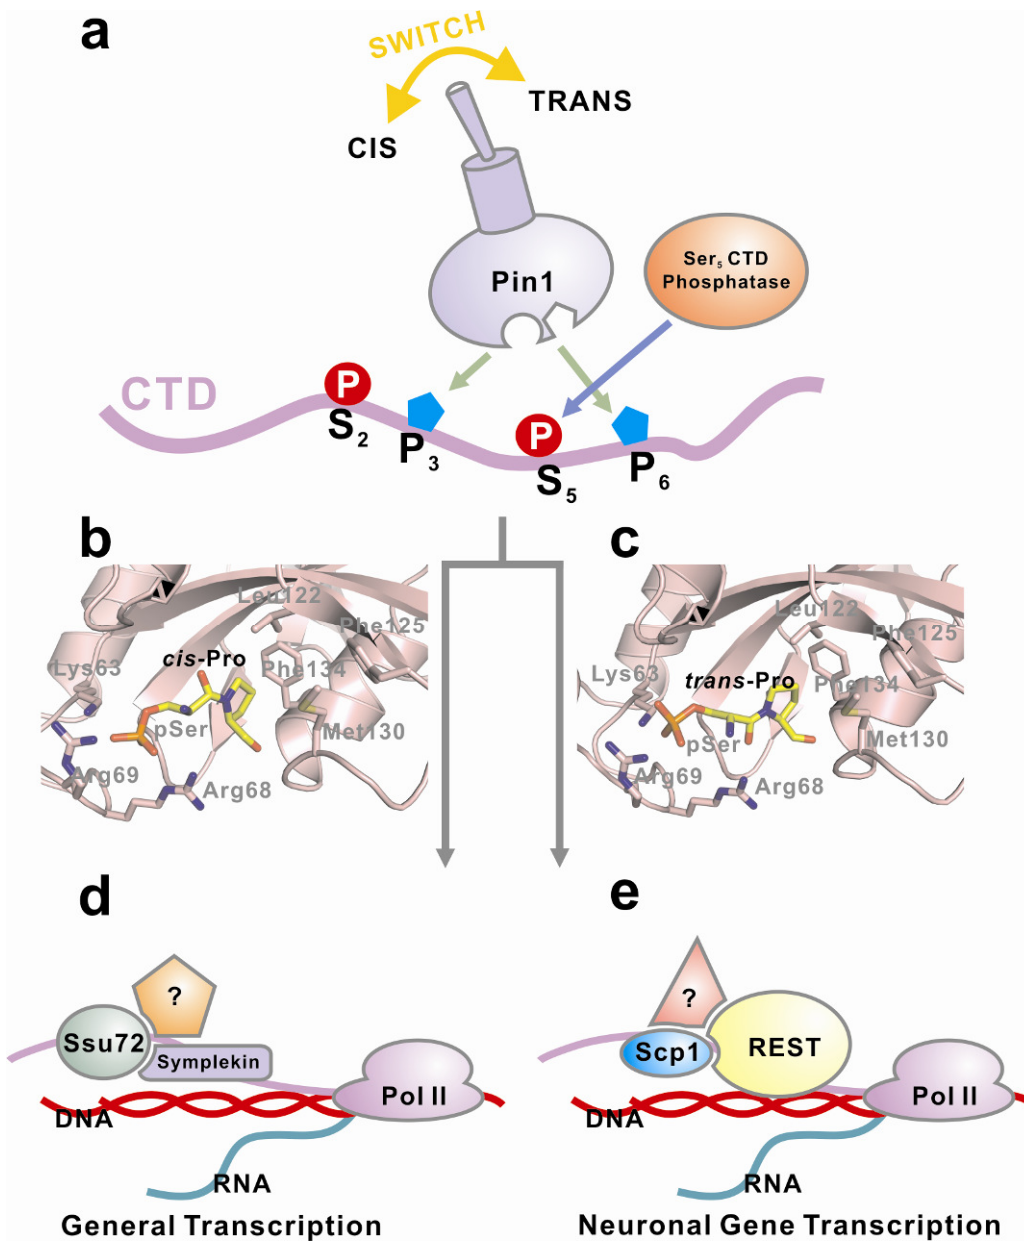 a
SWITCH
TRANS
CIS
Pin1
Ser5 CTD
Phosphatase
CTD
P
S2
P3
P
S5
P6
b
Leu122
Phe125
cis-Pro
Lys63
Phe134
pSer
Met130
Arg69
Arg68
c
Leu122
Phe125
Lys63
trans-Pro
Phe134
pSer
Met130
Arg69
Arg68
d
?
Ssu72
Symplekin
Pol II
DNA
RNA
General Transcription
e
?
Scp1
REST
Pol II
DNA
RNA
Neuronal Gene Transcription